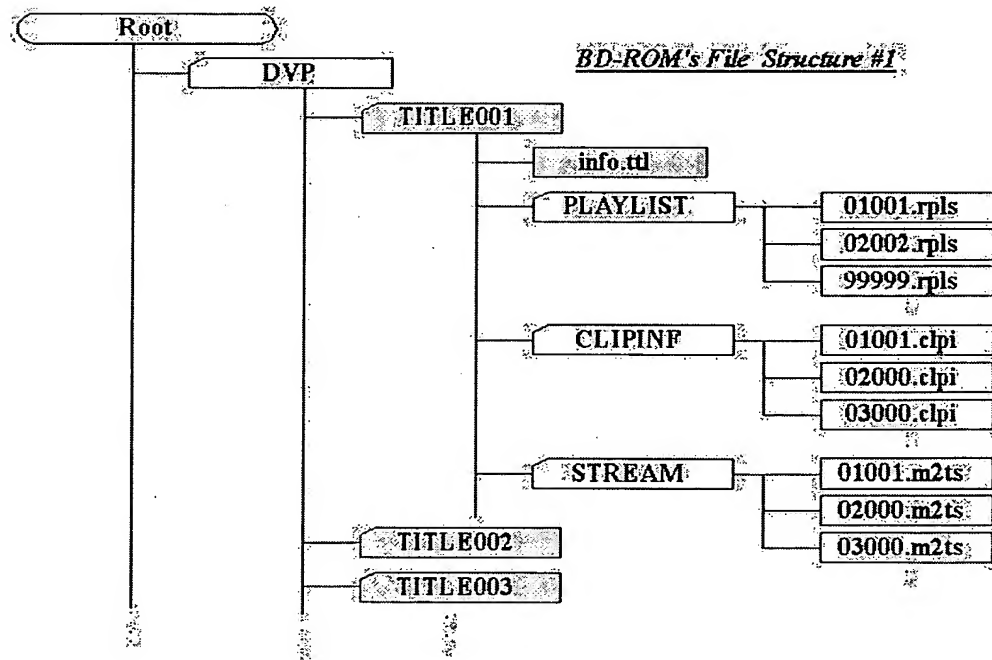 Root
BD-ROM's File Structure #1
DVP
TITLE001
info.ttl
PLAYLIST
01001.rpls
02002.rpls
99999.rpls
CLIPINF
01001.clpi
02000.clpi
03000.clpi
STREAM
01001.m2ts
02000.m2ts
03000.m2ts
TITLE002
TITLE003